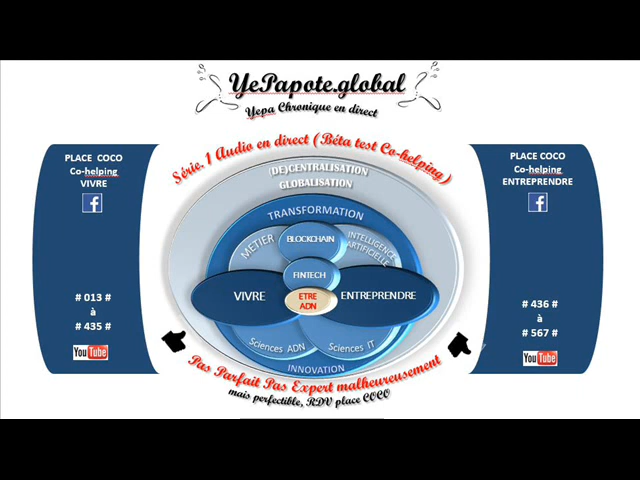 YePapote.global
Yepa Chronique en direct
Série. 1 Audio en direct (Béta test Co-helping)
PLACE COCO
Co-helping
VIVRE
# 013 #
à
# 435 #
YouTube
(DE)CENTRALISATION
GLOBALISATION
TRANSFORMATION
METIER
BLOCKCHAIN
INTELLIGENCE
ARTIFICIELLE
FINTECH
VIVRE
ETRE
ADN
ENTREPRENDRE
Sciences ADN
Sciences IT
INNOVATION
PLACE COCO
Co-helping
ENTREPRENDRE
# 436 #
à
# 567 #
YouTube
Pas Parfait Pas Expert malheureusement
mais perfectible, RDV place COCO